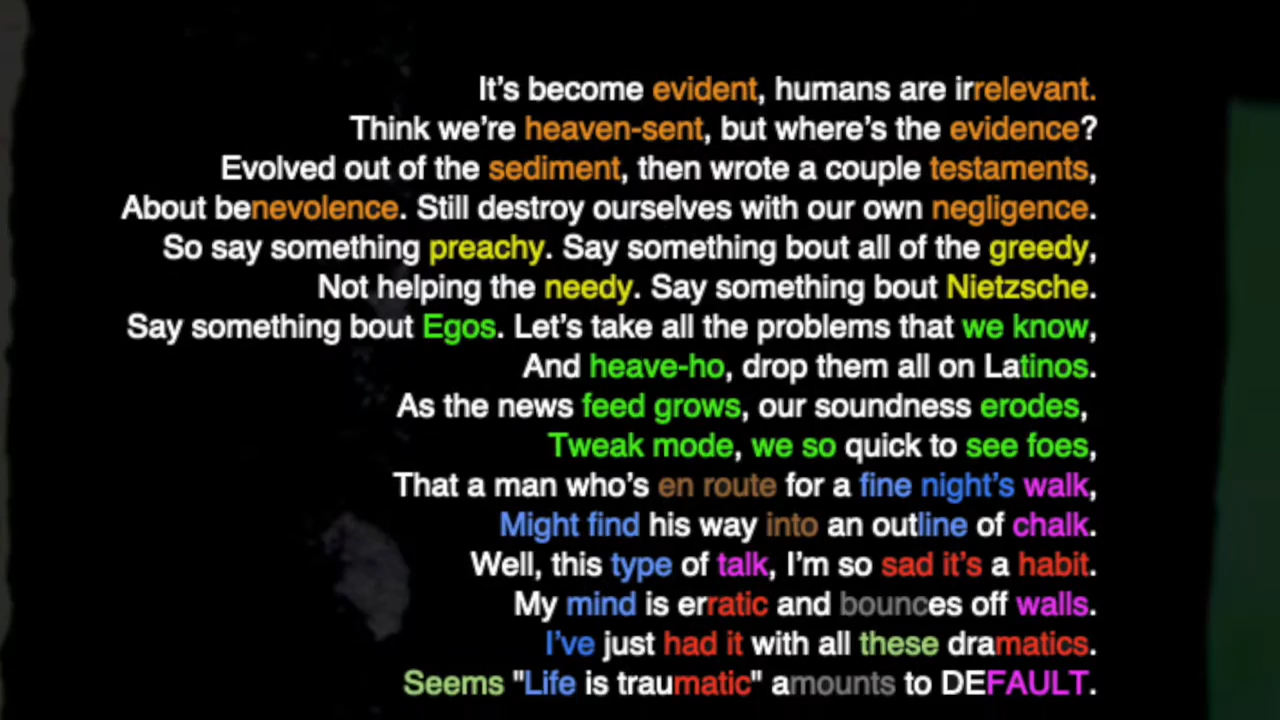 It's become evident, humans are irrelevant.
Think we're heaven-sent, but where's the evidence?
Evolved out of the sediment, then wrote a couple testaments,
About benevolence. Still destroy ourselves with our own negligence.
So say something preachy. Say something bout all of the greedy,
Not helping the needy. Say something bout Nietzsche.
Say something bout Egos. Let's take all the problems that we know,
And heave-ho, drop them all on Latinos.
As the news feed grows, our soundness erodes,
Tweak mode, we so quick to see foes,
That a man who's en route for a fine night's walk,
Might find his way into an outline of chalk.
Well, this type of talk, I'm so sad it's a habit.
My mind is erratic and bounces off walls.
I've just had it with all these dramatics.
Seems "Life is traumatic" amounts to DEFAULT.